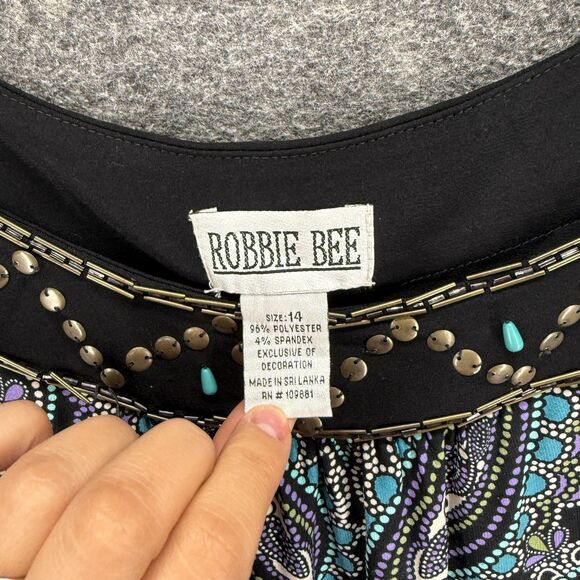 ROBBIE BEE
SIZE: 14
96% POLYESTER
4% SPANDEX
EXCLUSIVE OF
DECORATION
MADE IN SRI LANKA
RN # 109881